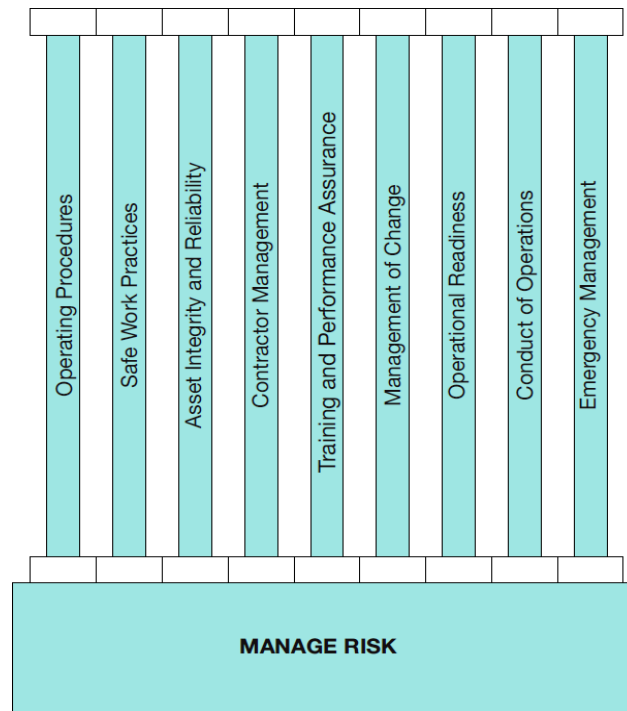 Operating Procedures
Safe Work Practices
Asset Integrity and Reliability
Contractor Management
Training and Performance Assurance
Management of Change
Operational Readiness
Conduct of Operations
Emergency Management
MANAGE RISK